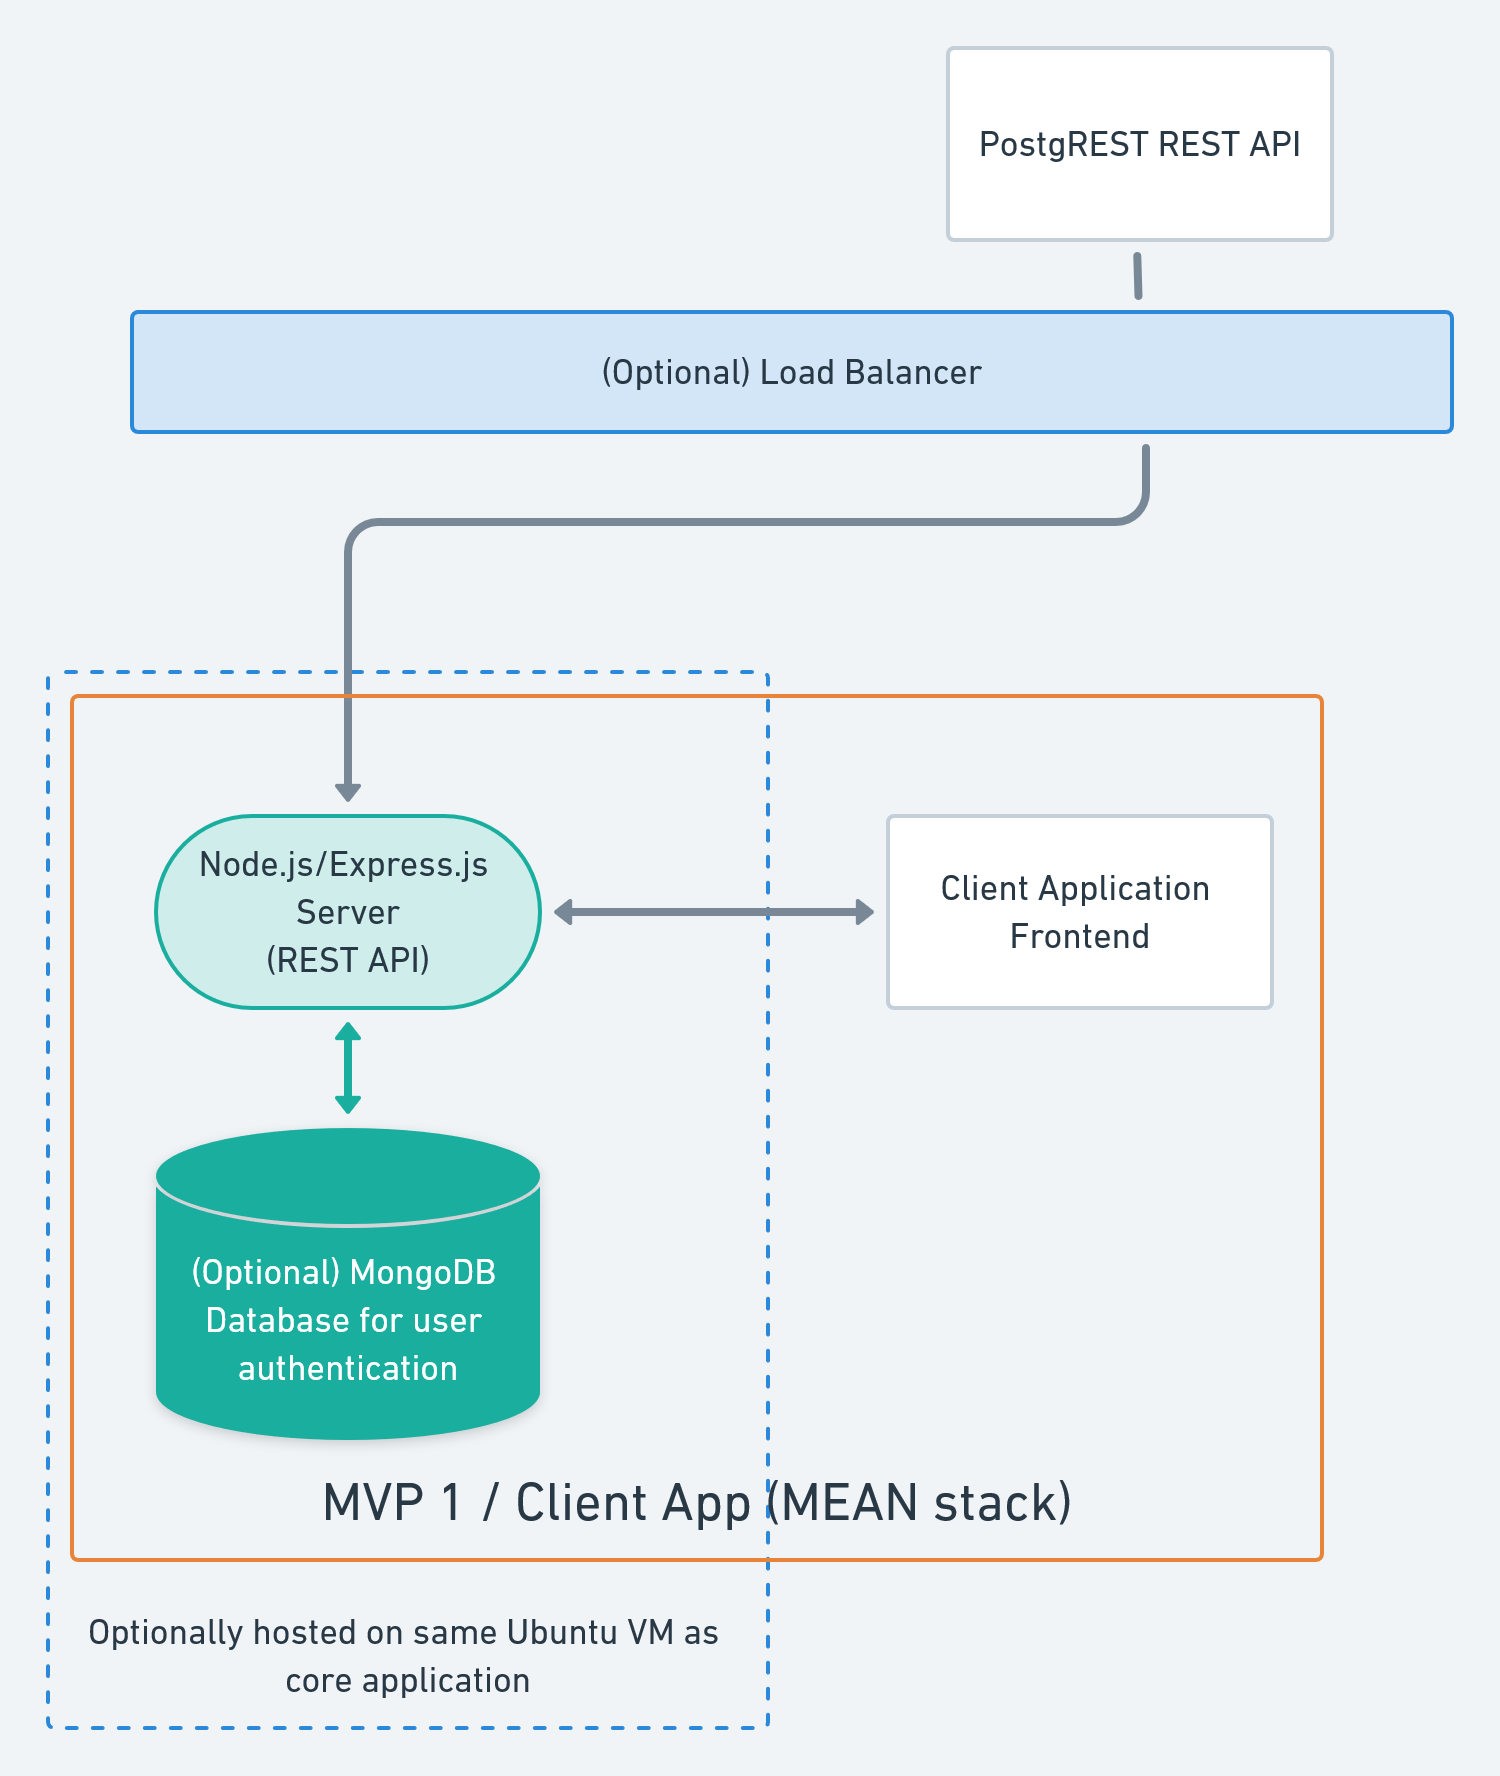 PostgREST REST API
(Optional) Load Balancer
Node.js/Express.js
Server
(REST API)
Client Application
Frontend
(Optional) MongoDB
Database for user
authentication
MVP 1 / Client App (MEAN stack)
Optionally hosted on same Ubuntu VM as
core application